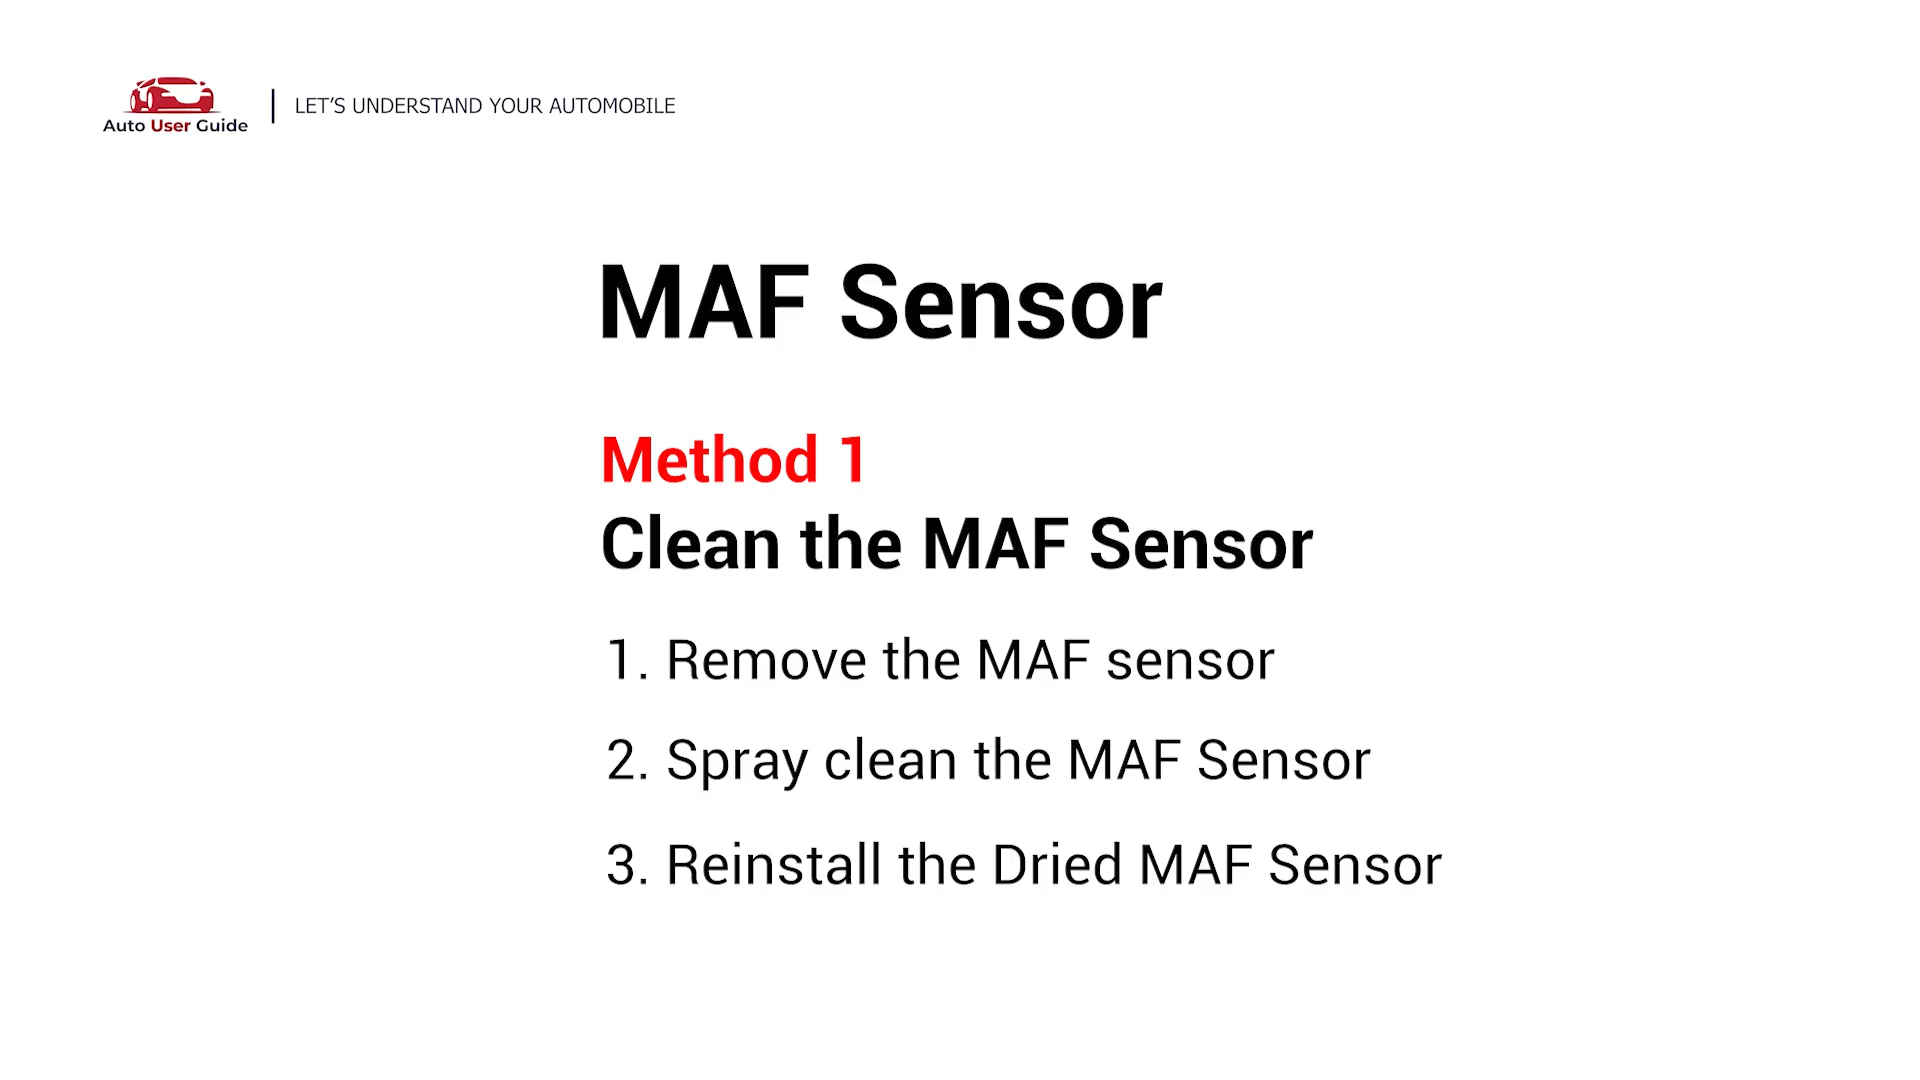 Auto User Guide
LET'S UNDERSTAND YOUR AUTOMOBILE
MAF Sensor
Method 1
Clean the MAF Sensor
1. Remove the MAF sensor
2. Spray clean the MAF Sensor
3. Reinstall the Dried MAF Sensor